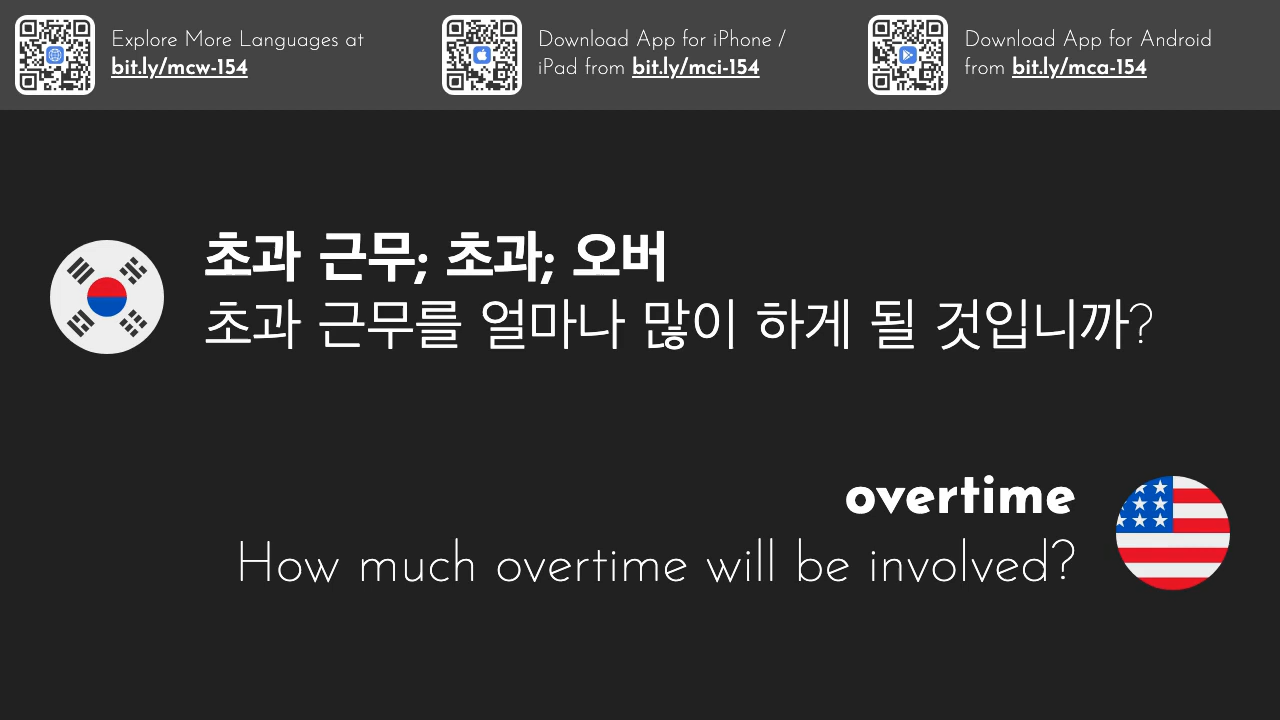 Explore More Languages at
bit.ly/mcw-154
Download App for iPhone /
iPad from bit.ly/mci-154
Download App for Android
from bit.ly/mca-154
초과 근무; 초과; 오버
초과 근무를 얼마나 많이 하게 될 것입니까?
overtime
How much overtime will be involved?